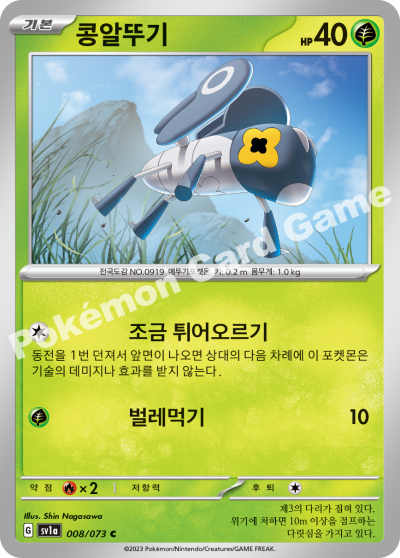 기본 콩알뚜기 HP 40
전국도감 NO.0919 메뚜기포켓몬 키: 0.2 m 몸무게: 1.0 kg
Pokémon Card Game
조금 튀어오르기
동전을 1번 던져서 앞면이 나오면 상대의 다음 차례에 이 포켓몬은
기술의 데미지나 효과를 받지 않는다.
벌레먹기 10
약점 ×2 저항력 후퇴
Illus. Shin Nagasawa
G sv1a 008/073 C
제3의 다리가 접혀 있다.
위기에 처하면 10m 이상을 점프하는
다릿심을 가지고 있다.
©2023 Pokémon/Nintendo/Creatures/GAME FREAK.